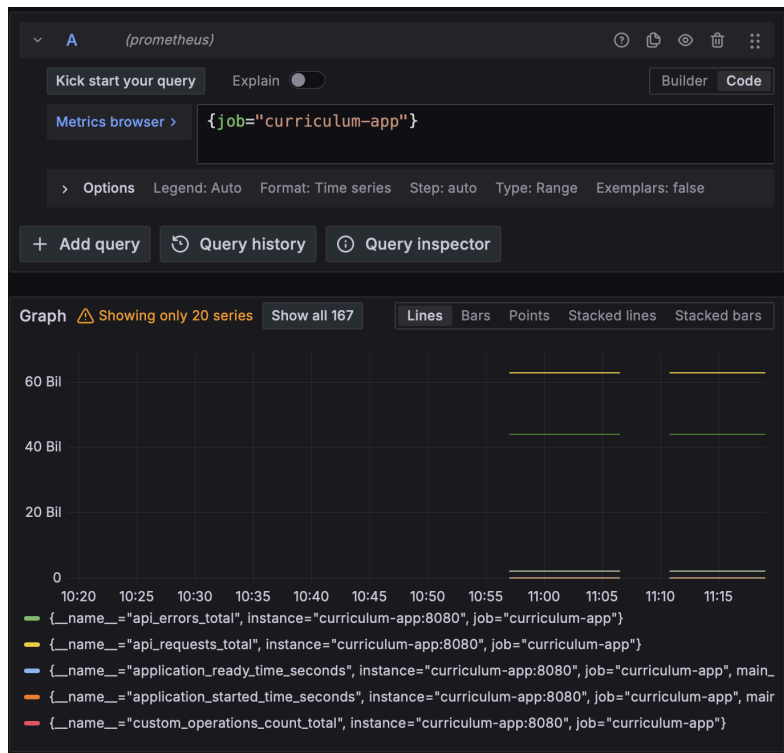 A (prometheus)
Kick start your query Explain Builder Code
Metrics browser > {job="curriculum-app"}
> Options Legend: Auto Format: Time series Step: auto Type: Range Exemplars: false
+ Add query Query history Query inspector
Graph Showing only 20 series Show all 167 Lines Bars Points Stacked lines Stacked bars
60 Bil
40 Bil
20 Bil
0
10:20 10:25 10:30 10:35 10:40 10:45 10:50 10:55 11:00 11:05 11:10 11:15
{__name__="api_errors_total", instance="curriculum-app:8080", job="curriculum-app"}
{__name__="api_requests_total", instance="curriculum-app:8080", job="curriculum-app"}
{__name__="application_ready_time_seconds", instance="curriculum-app:8080", job="curriculum-app", main_
{__name__="application_started_time_seconds", instance="curriculum-app:8080", job="curriculum-app", mair
{__name__="custom_operations_count_total", instance="curriculum-app:8080", job="curriculum-app"}